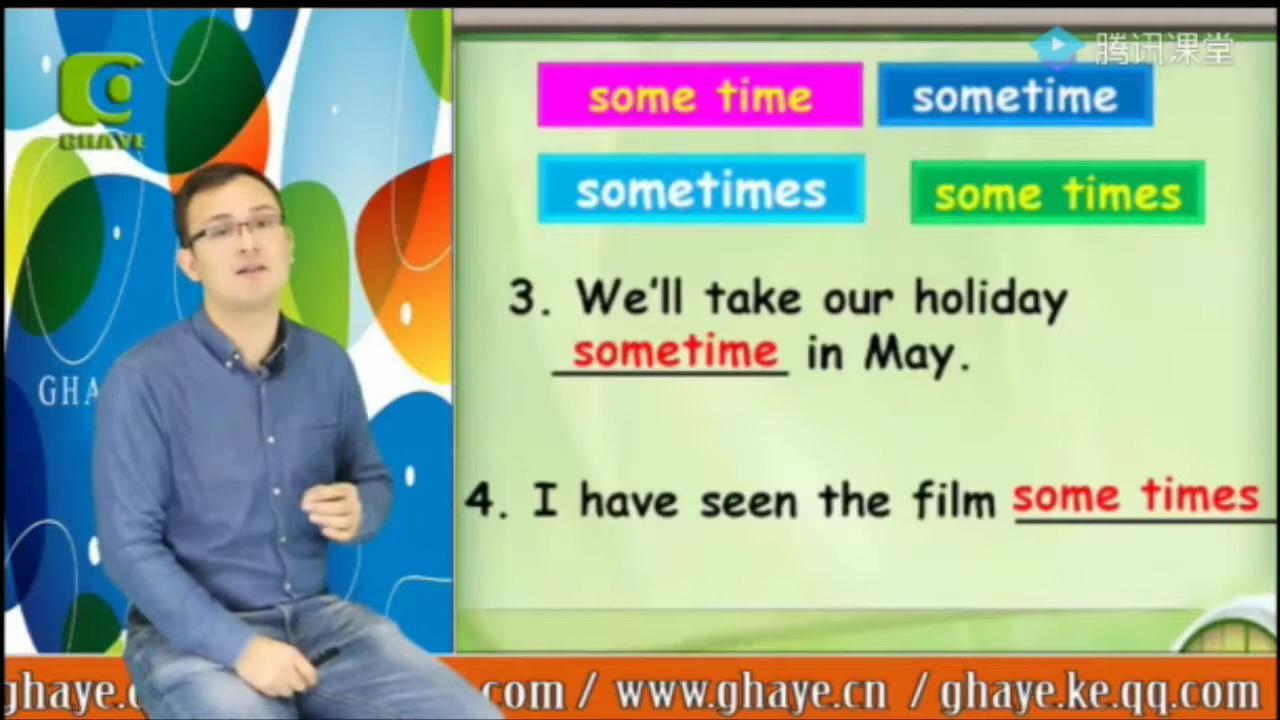 腾讯课堂
GHAYE
some time
sometime
sometimes
some times
3. We'll take our holiday
sometime in May.
4. I have seen the film some times
GHA
ghaye.c
.com / www.ghaye.cn / ghaye.ke.qq.com